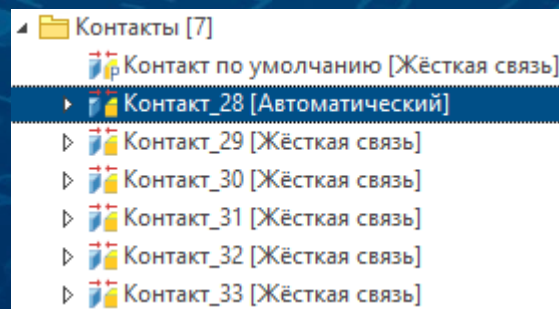 Контакты [7]
Контакт по умолчанию [Жёсткая связь]
Контакт_28 [Автоматический]
Контакт_29 [Жёсткая связь]
Контакт_30 [Жёсткая связь]
Контакт_31 [Жёсткая связь]
Контакт_32 [Жёсткая связь]
Контакт_33 [Жёсткая связь]